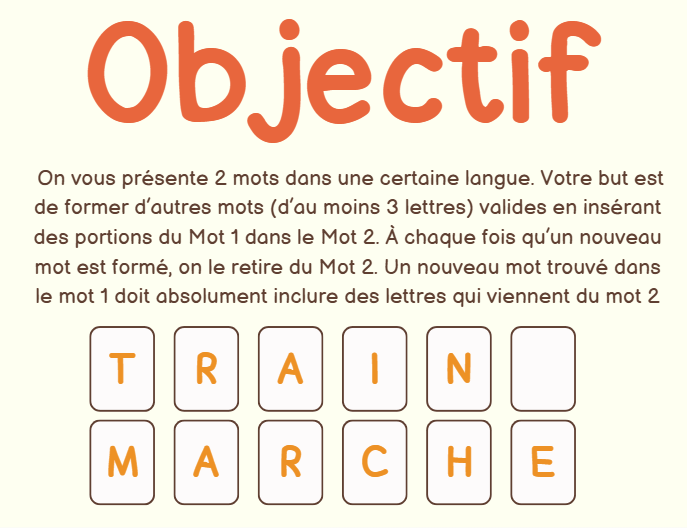 Objectif
On vous présente 2 mots dans une certaine langue. Votre but est
de former d'autres mots (d'au moins 3 lettres) valides en insérant
des portions du Mot 1 dans le Mot 2. À chaque fois qu'un nouveau
mot est formé, on le retire du Mot 2. Un nouveau mot trouvé dans
le mot 1 doit absolument inclure des lettres qui viennent du mot 2
T R A I N
M A R C H E